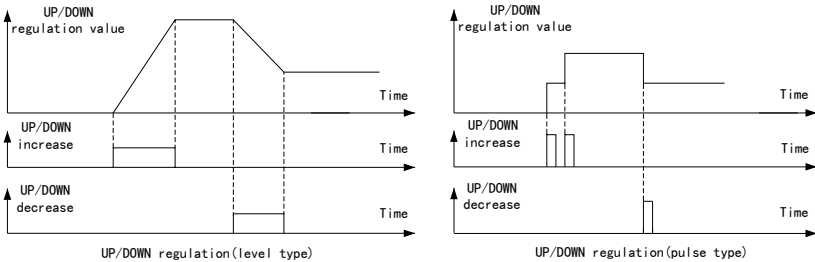 UP/DOWN
regulation value
Time
UP/DOWN
increase
Time
UP/DOWN
decrease
Time
UP/DOWN regulation(level type)
UP/DOWN
regulation value
Time
UP/DOWN
increase
Time
UP/DOWN
decrease
Time
UP/DOWN regulation(pulse type)